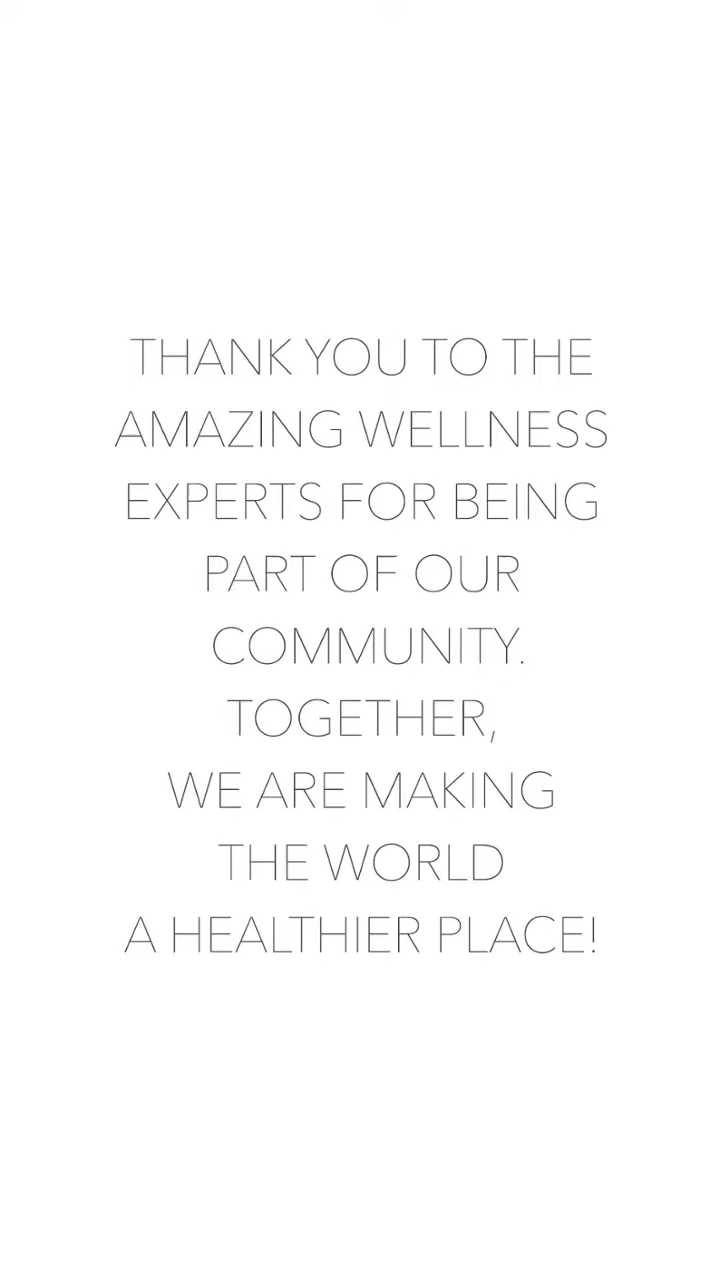 THANK YOU TO THE
AMAZING WELLNESS
EXPERTS FOR BEING
PART OF OUR
COMMUNITY.
TOGETHER,
WE ARE MAKING
THE WORLD
A HEALTHIER PLACE!